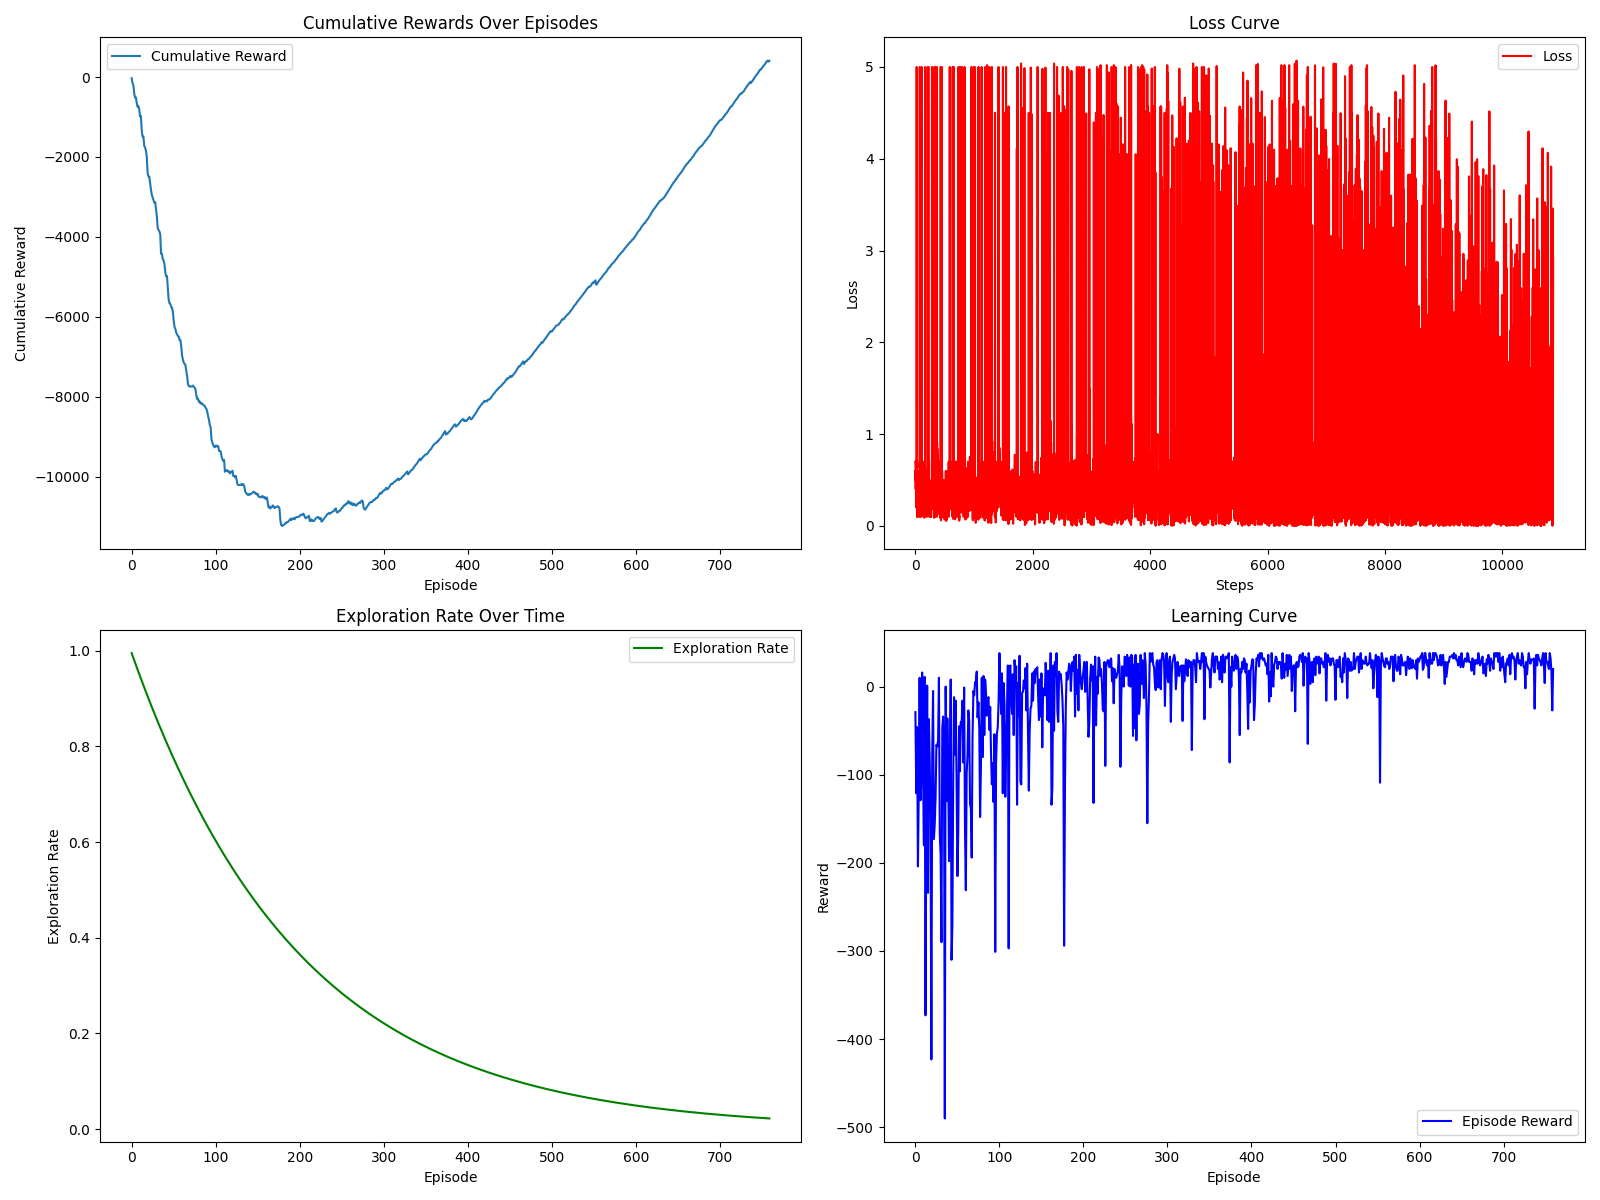 Cumulative Rewards Over Episodes
Cumulative Reward
0
−2000
−4000
−6000
−8000
−10000
Cumulative Reward
0 100 200 300 400 500 600 700
Episode
Loss Curve
Loss
5
4
3
2
1
0
Loss
0 2000 4000 6000 8000 10000
Steps
Exploration Rate Over Time
Exploration Rate
1.0
0.8
0.6
0.4
0.2
0.0
Exploration Rate
0 100 200 300 400 500 600 700
Episode
Learning Curve
0
−100
−200
−300
−400
−500
Reward
Episode Reward
0 100 200 300 400 500 600 700
Episode